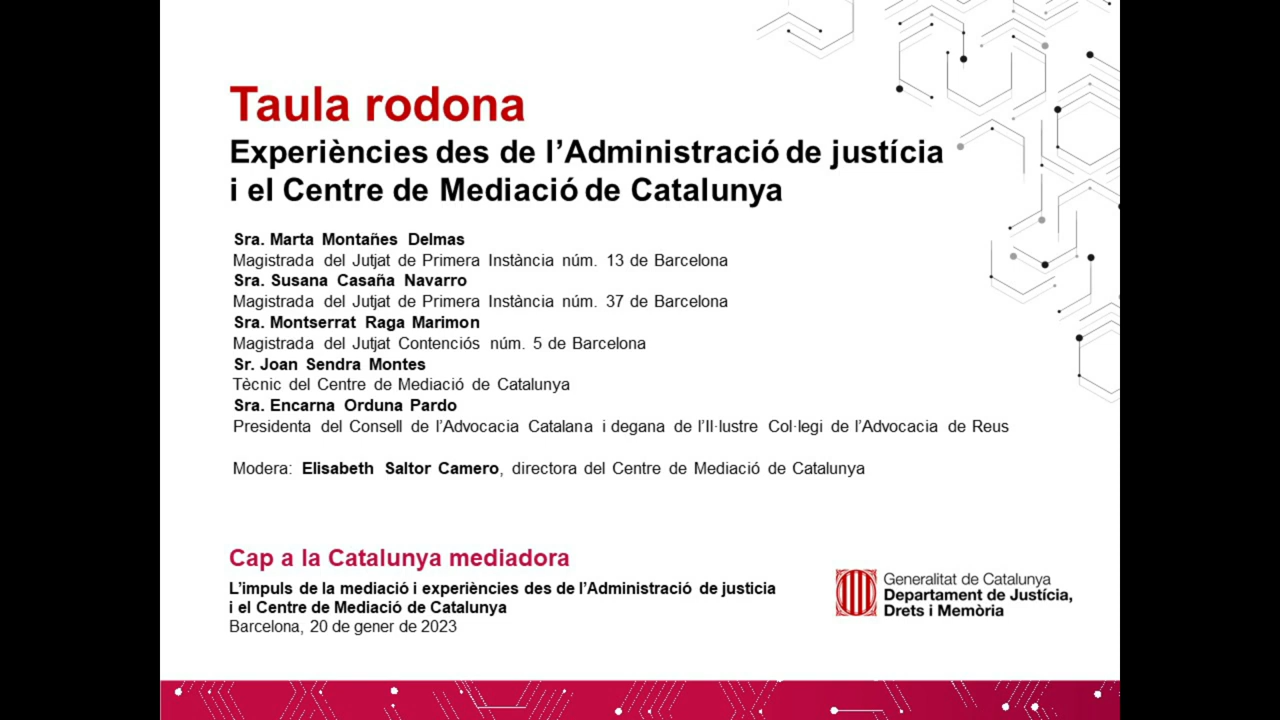 Taula rodona
Experiències des de l’Administració de justícia
i el Centre de Mediació de Catalunya
Sra. Marta Montañes Delmas
Magistrada del Jutjat de Primera Instància núm. 13 de Barcelona
Sra. Susana Casaña Navarro
Magistrada del Jutjat de Primera Instància núm. 37 de Barcelona
Sra. Montserrat Raga Marimon
Magistrada del Jutjat Contenciós núm. 5 de Barcelona
Sr. Joan Sendra Montes
Tècnic del Centre de Mediació de Catalunya
Sra. Encarna Orduna Pardo
Presidenta del Consell de l’Advocacia Catalana i degana de l’Il·lustre Col·legi de l’Advocacia de Reus
Modera: Elisabeth Saltor Camero, directora del Centre de Mediació de Catalunya
Cap a la Catalunya mediadora
L’impuls de la mediació i experiències des de l’Administració de justicia
i el Centre de Mediació de Catalunya
Barcelona, 20 de gener de 2023
Generalitat de Catalunya
Departament de Justícia,
Drets i Memòria